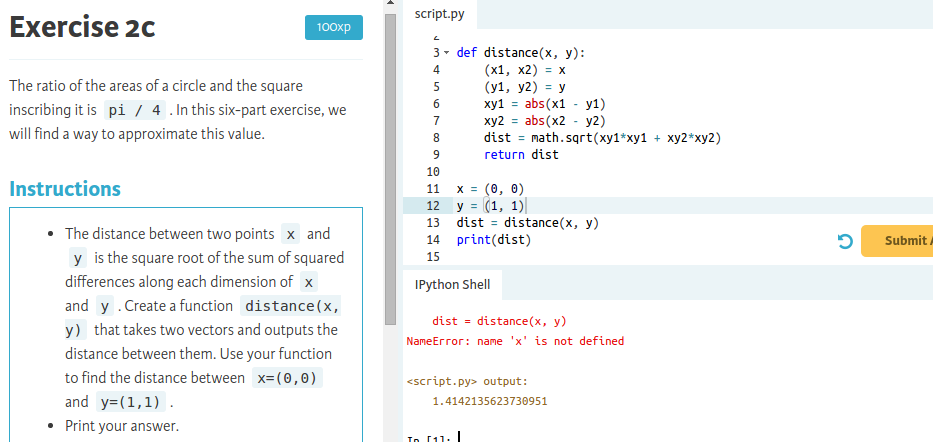 Exercise 2c
100xp
The ratio of the areas of a circle and the square
inscribing it is pi / 4 . In this six-part exercise, we
will find a way to approximate this value.
Instructions
• The distance between two points x and
y is the square root of the sum of squared
differences along each dimension of x
and y . Create a function distance(x,
y) that takes two vectors and outputs the
distance between them. Use your function
to find the distance between x=(0,0)
and y=(1,1) .
• Print your answer.
script.py
3 def distance(x, y):
4 (x1, x2) = x
5 (y1, y2) = y
6 xy1 = abs(x1 - y1)
7 xy2 = abs(x2 - y2)
8 dist = math.sqrt(xy1*xy1 + xy2*xy2)
9 return dist
10
11 x = (0, 0)
12 y = (1, 1)
13 dist = distance(x, y)
14 print(dist)
15
Submit
IPython Shell
dist = distance(x, y)
NameError: name 'x' is not defined
<script.py> output:
1.4142135623730951
In [1]: